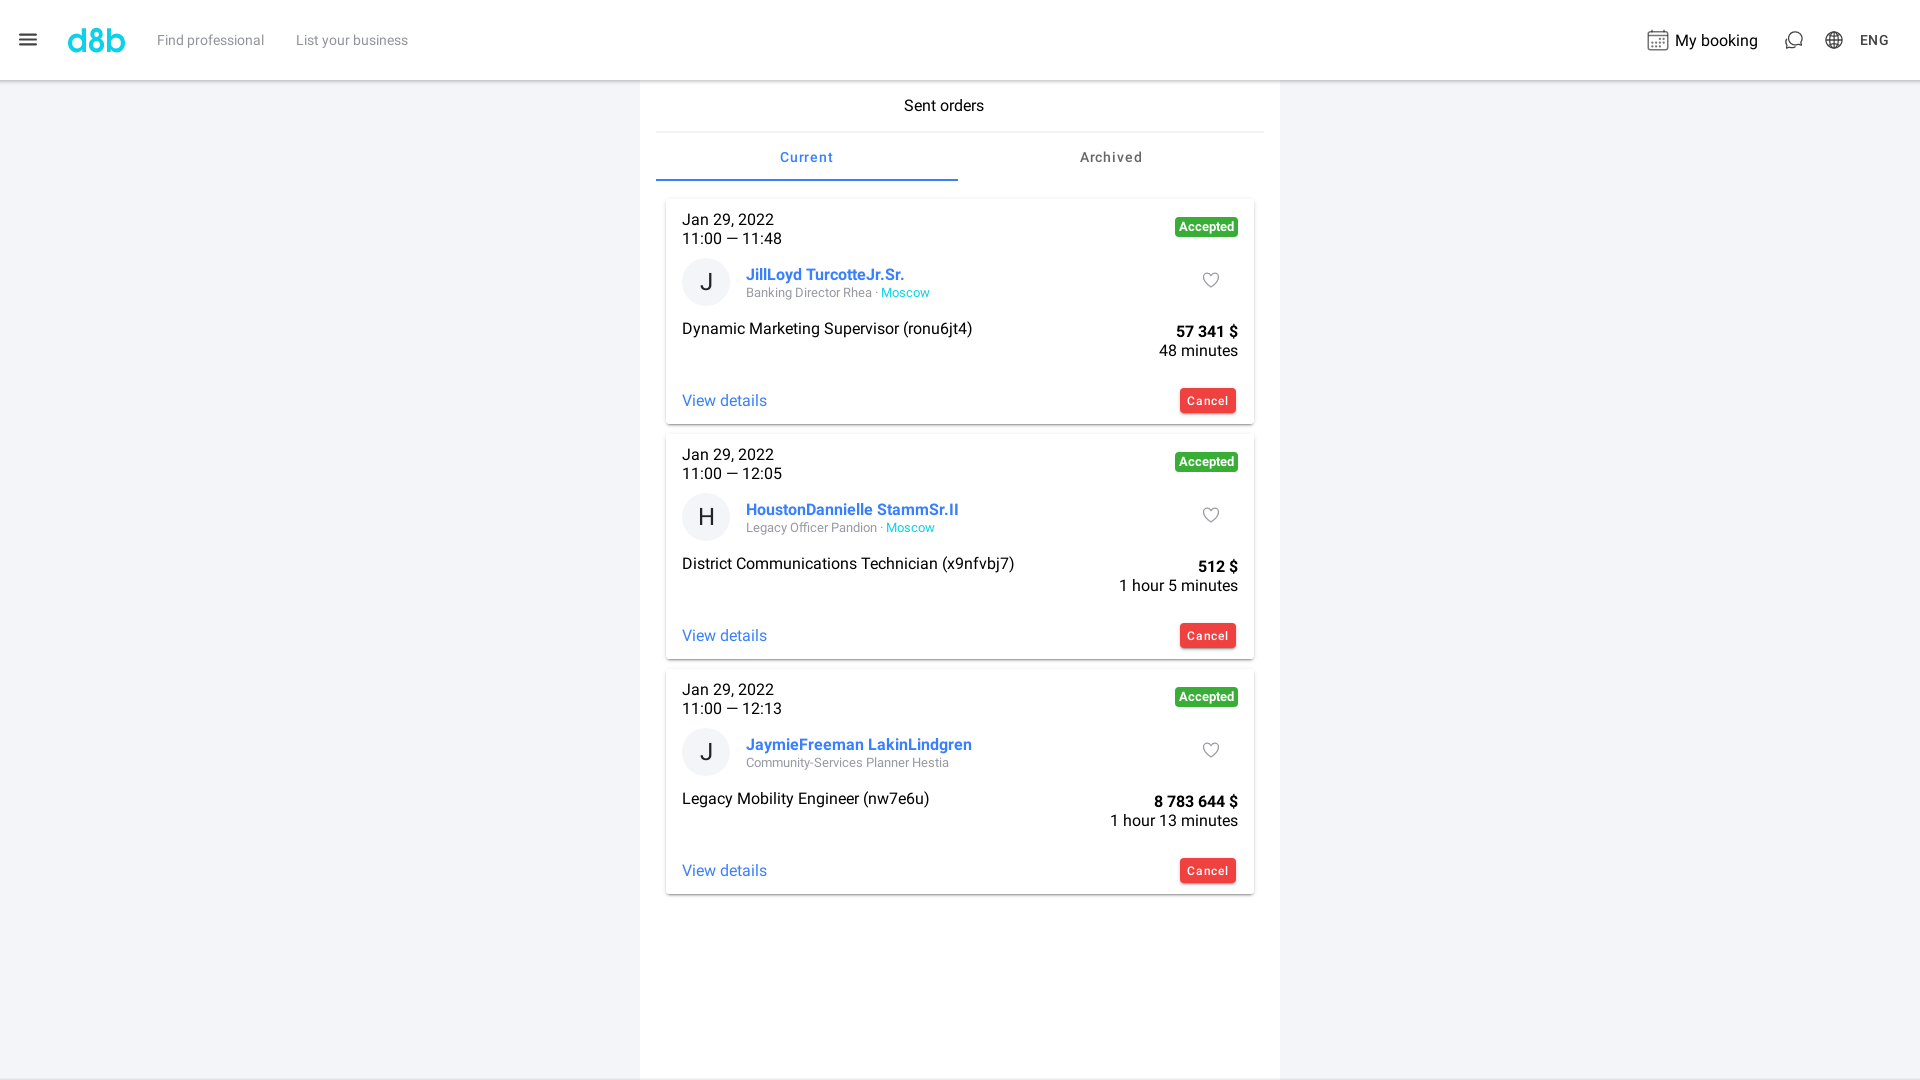 d8b
Find professional
List your business
My booking
ENG
Sent orders
Current
Archived
Jan 29, 2022
11:00 — 11:48
Accepted
J
JillLoyd TurcotteJr.Sr.
Banking Director Rhea · Moscow
Dynamic Marketing Supervisor (ronu6jt4)
57 341 $
48 minutes
View details
Cancel
Jan 29, 2022
11:00 — 12:05
Accepted
H
HoustonDannielle StammSr.II
Legacy Officer Pandion · Moscow
District Communications Technician (x9nfvbj7)
512 $
1 hour 5 minutes
View details
Cancel
Jan 29, 2022
11:00 — 12:13
Accepted
J
JaymieFreeman LakinLindgren
Community-Services Planner Hestia
Legacy Mobility Engineer (nw7e6u)
8 783 644 $
1 hour 13 minutes
View details
Cancel